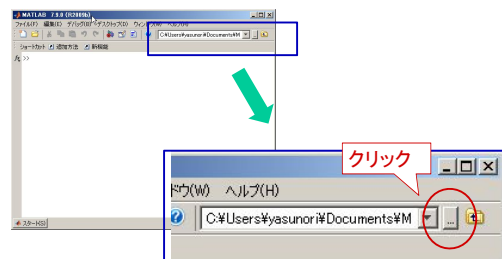 MATLAB 7.9.0 (R2009b)
ファイル(F) 編集(E) デバッグ(B) デスクトップ(D) ウィンドウ(W) ヘルプ(H)
C:¥Users¥yasunori¥Documents¥M
ショートカット 追加方法 新機能
fx >>
スタート(S)
クリック
ドウ(W) ヘルプ(H)
C:¥Users¥yasunori¥Documents¥M ...